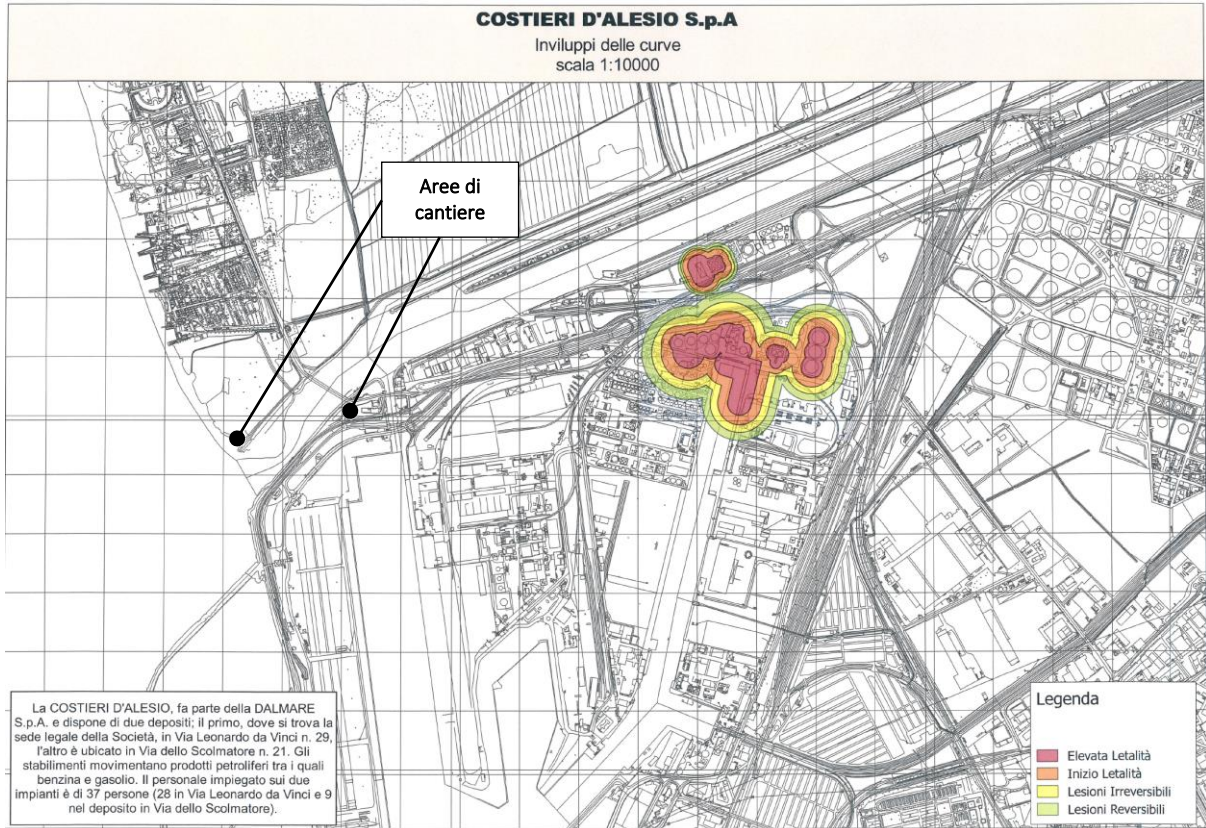 COSTIERI D'ALESIO S.p.A
Inviluppi delle curve
scala 1:10000
Aree di
cantiere
La COSTIERI D'ALESIO, fa parte della DALMARE
S.p.A. e dispone di due depositi; il primo, dove si trova la
sede legale della Società, in Via Leonardo da Vinci n. 29,
l'altro è ubicato in Via dello Scolmatore n. 21. Gli
stabilimenti movimentano prodotti petroliferi tra i quali
benzina e gasolio. Il personale impiegato sui due
impianti è di 37 persone (28 in Via Leonardo da Vinci e 9
nel deposito in Via dello Scolmatore).
Legenda
Elevata Letalità
Inizio Letalità
Lesioni Irreversibili
Lesioni Reversibili